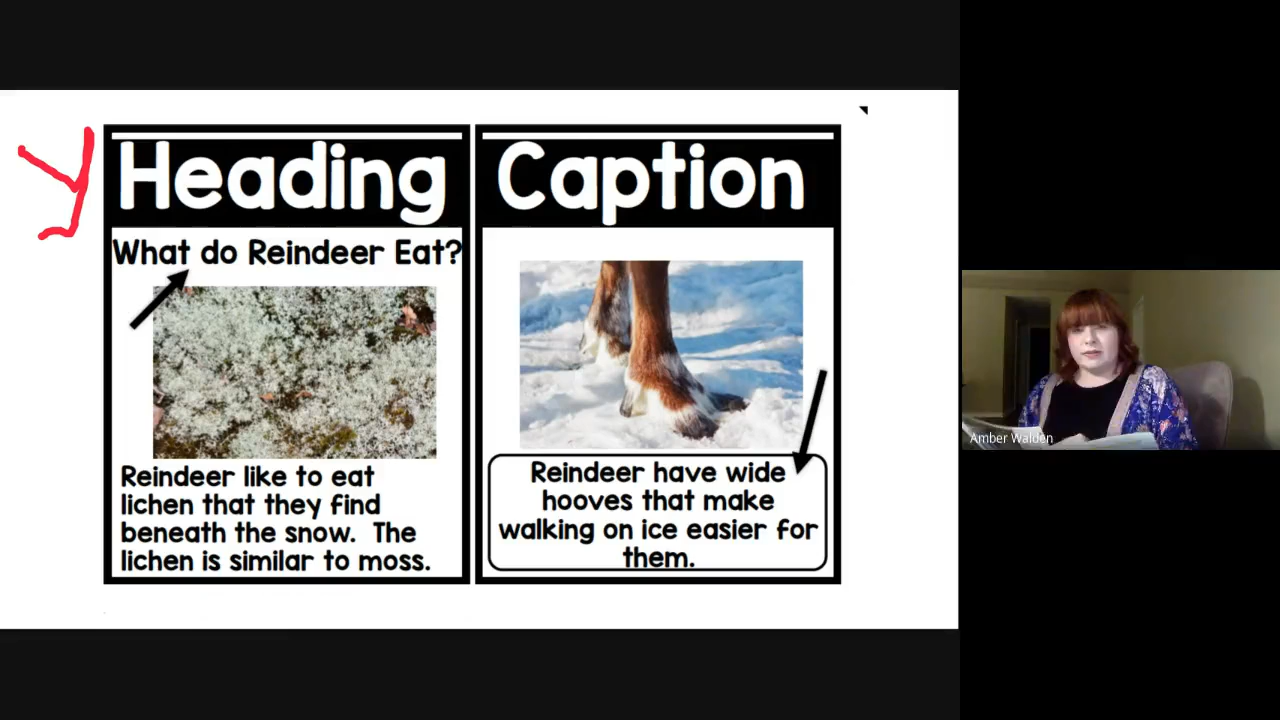 y
Heading
What do Reindeer Eat?
Reindeer like to eat
lichen that they find
beneath the snow. The
lichen is similar to moss.
Caption
Reindeer have wide
hooves that make
walking on ice easier for
them.
Amber Walden